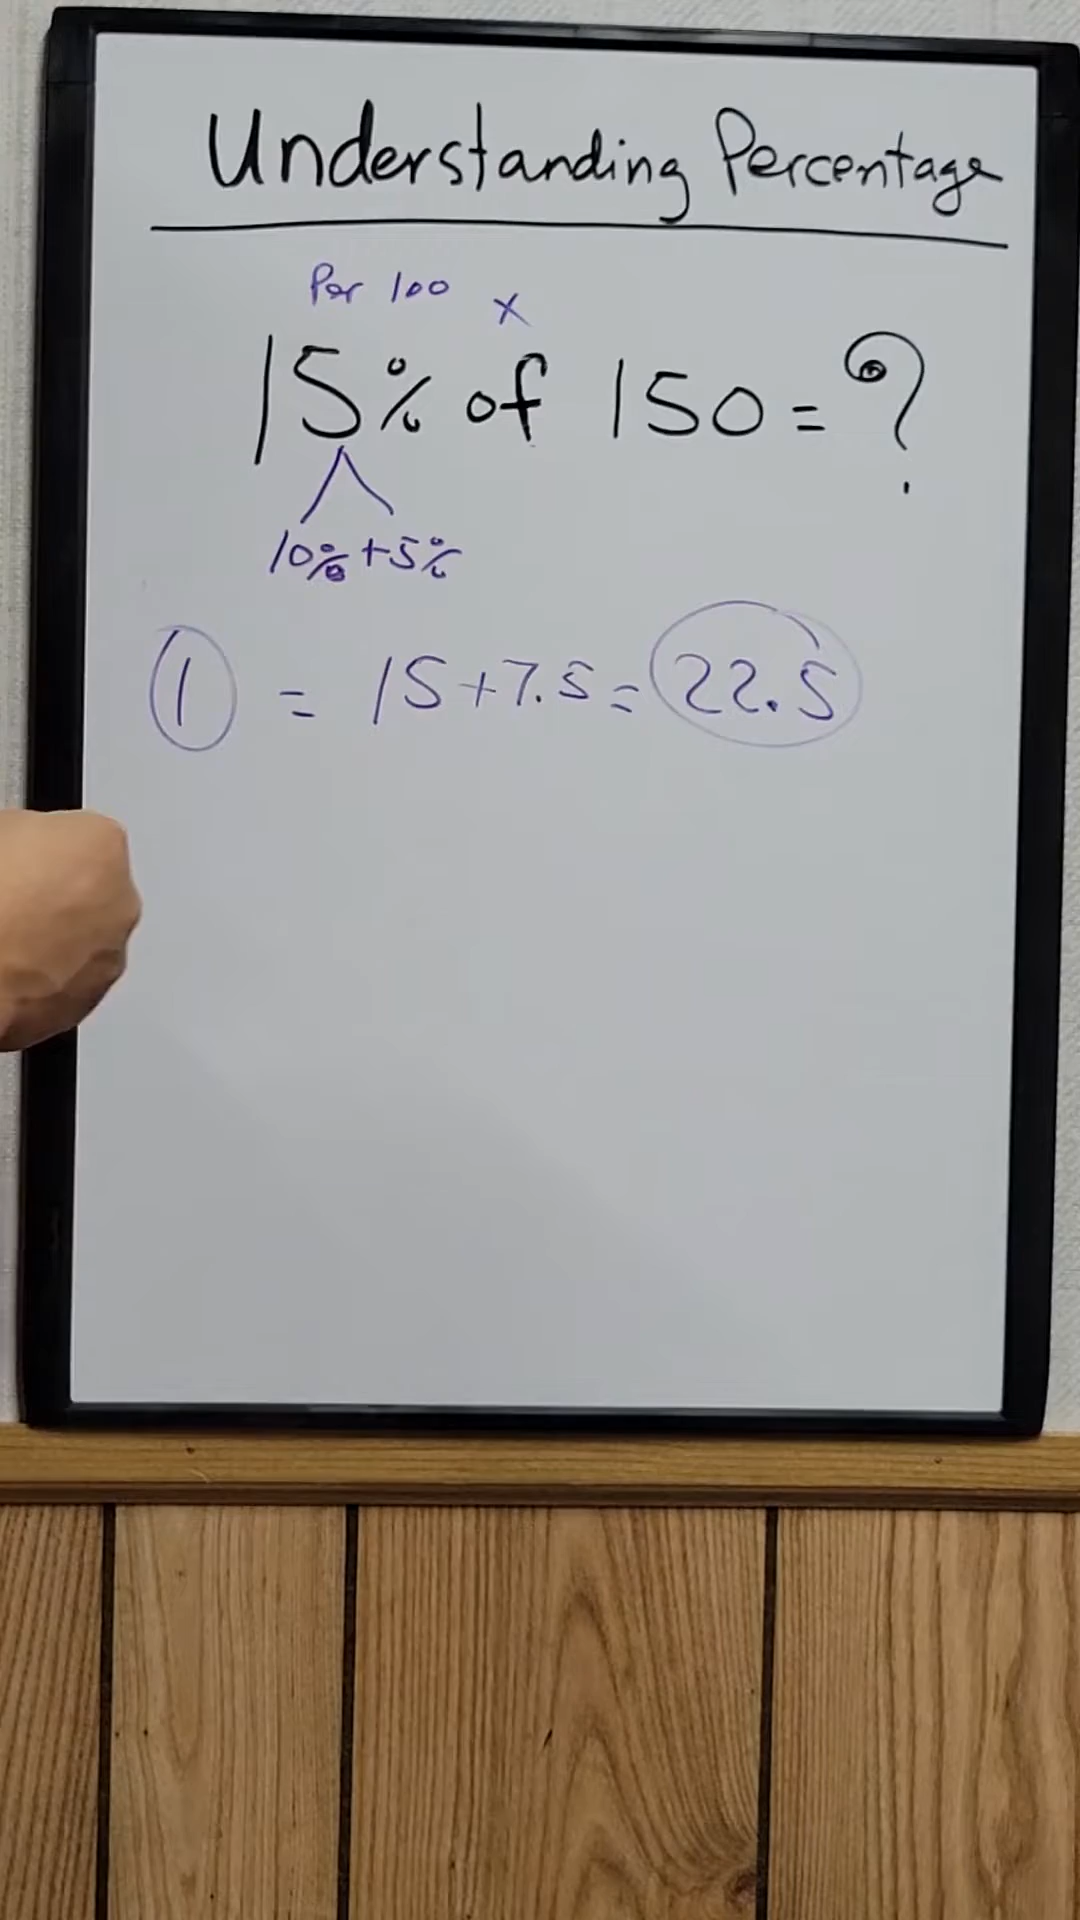 Understanding Percentage
Per 100 ×
15% of 150 = ?
10% + 5%
1 = 15 + 7.5 = 22.5